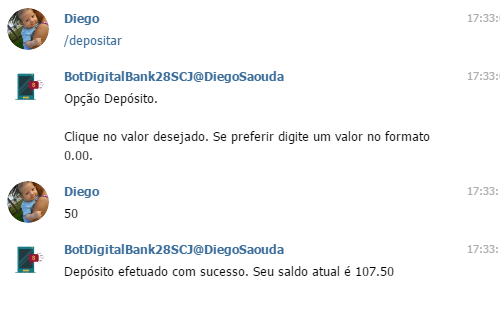 Diego 17:33:
/depositar
BotDigitalBank28SCJ@DiegoSaouda 17:33:
Opção Depósito.
Clique no valor desejado. Se preferir digite um valor no formato
0.00.
Diego 17:33:
50
BotDigitalBank28SCJ@DiegoSaouda 17:33:
Depósito efetuado com sucesso. Seu saldo atual é 107.50